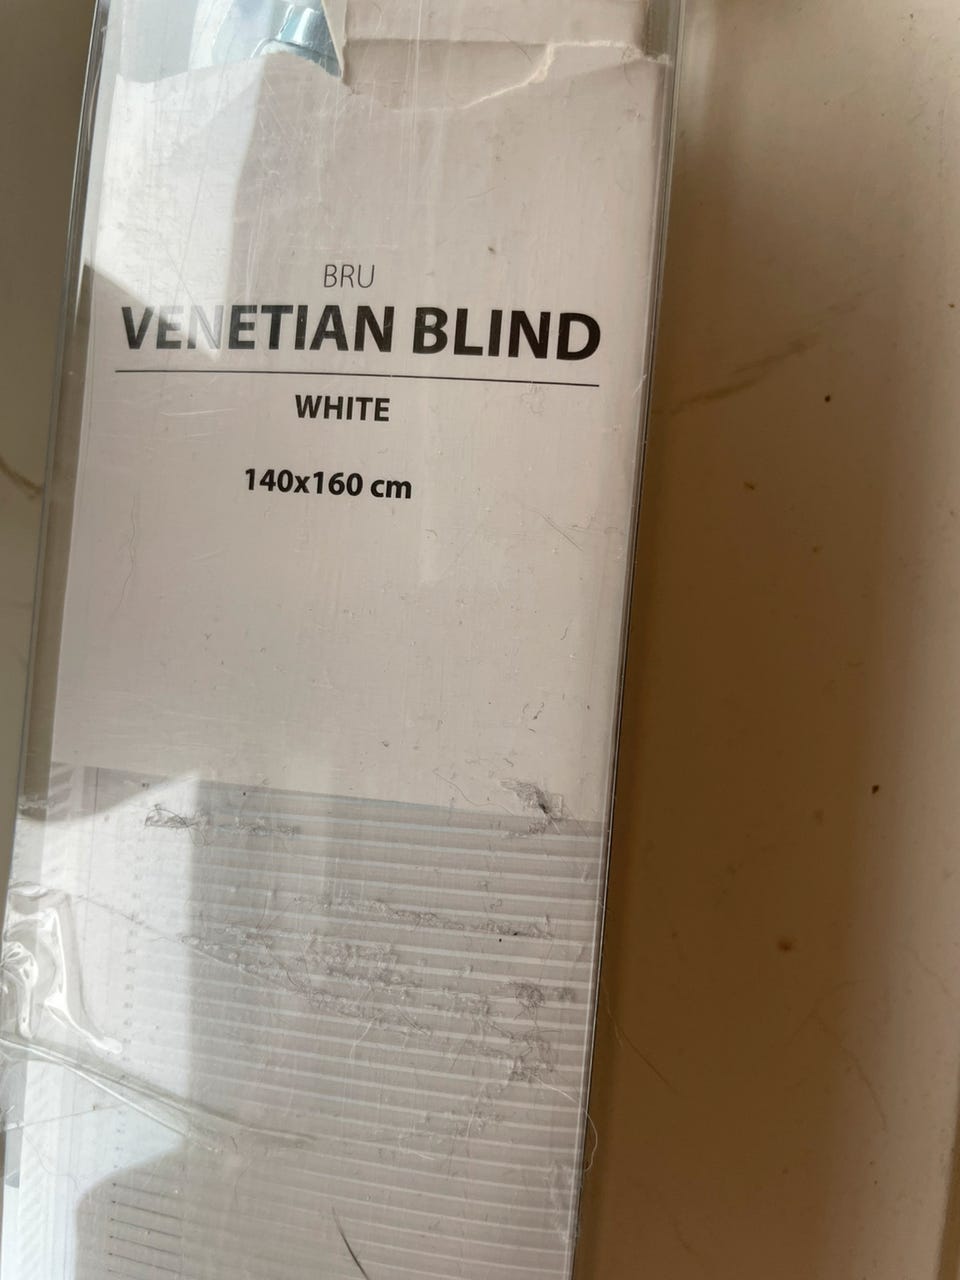 BRU
VENETIAN BLIND
WHITE
140x160 cm